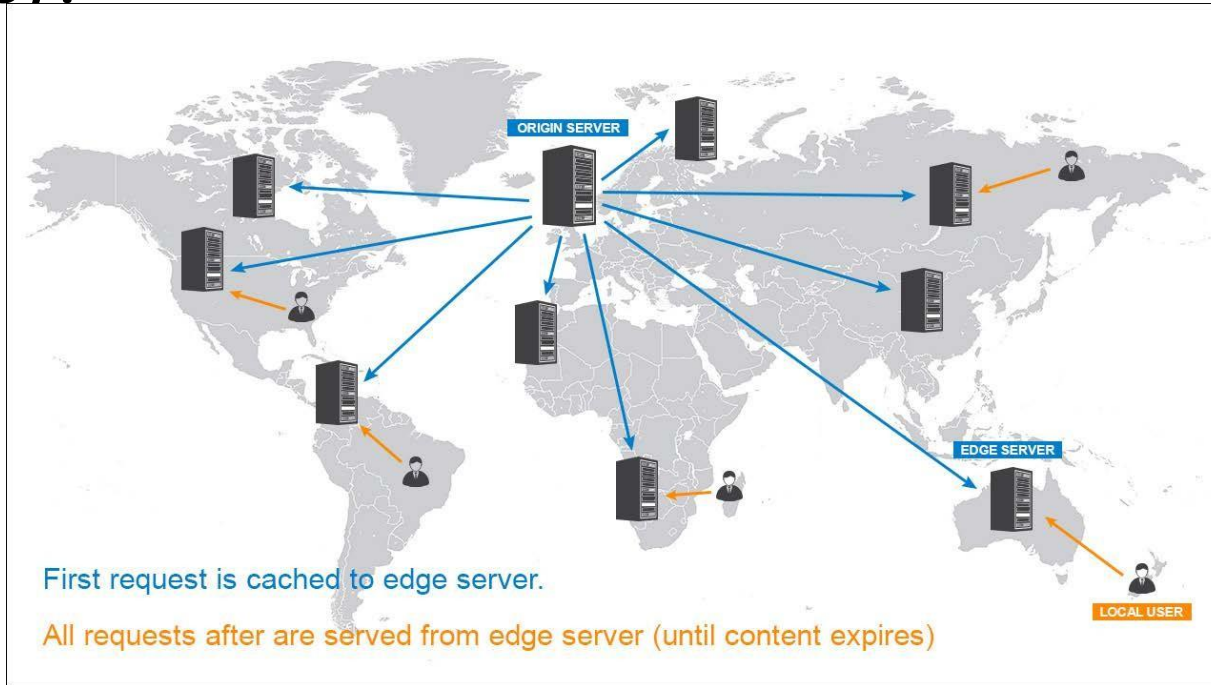 ORIGIN SERVER
EDGE SERVER
First request is cached to edge server.
LOCAL USER
All requests after are served from edge server (until content expires)